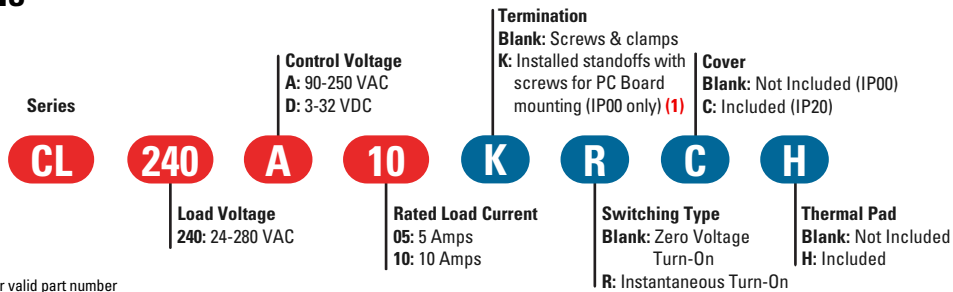 Termination
Blank: Screws & clamps
K: Installed standoffs with
screws for PC Board
mounting (IP00 only) (1)
Control Voltage
A: 90-250 VAC
D: 3-32 VDC
Cover
Blank: Not Included (IP00)
C: Included (IP20)
Series
CL 240 A 10 K R C H
Load Voltage
240: 24-280 VAC
Rated Load Current
05: 5 Amps
10: 10 Amps
Switching Type
Blank: Zero Voltage
Turn-On
R: Instantaneous Turn-On
Thermal Pad
Blank: Not Included
H: Included
valid part number